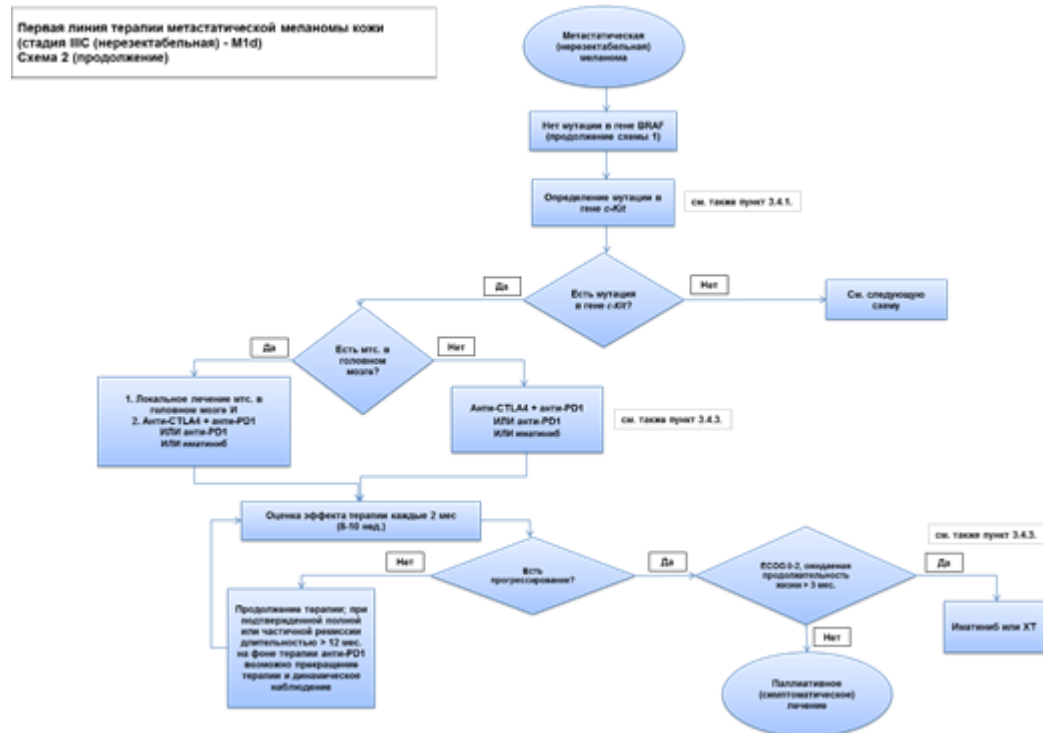 Первая линия терапии метастатической меланомы кожи
(стадия IIIC (нерезектабельная) - M1d)
Схема 2 (продолжение)
Метастатическая
(нерезектабельная)
меланома
Нет мутации в гене BRAF
(продолжение схемы 1)
Определение мутации в
гене c-Kit
см. также пункт 3.4.1.
Да
Есть мутация
в гене c-Kit?
Нет
См. следующую
схему
Да
Есть мтс. в
головном
мозге?
Нет
1. Локальное лечение мтс. в
головном мозге И
2. Анти-CTLA4 + анти-PD1
ИЛИ анти-PD1
ИЛИ иматиниб
Анти-CTLA4 + анти-PD1
ИЛИ анти-PD1
ИЛИ иматиниб
см. также пункт 3.4.3.
Оценка эффекта терапии каждые 2 мес
(8-10 нед.)
Нет
Есть
прогрессирование?
Да
ECOG 0-2, ожидаемая
продолжительность
жизни > 3 мес.
см. также пункт 3.4.3.
Да
Иматиниб или ХТ
Нет
Паллиативное
(симптоматическое)
лечение
Продолжение терапии; при
подтвержденной полной
или частичной ремиссии
длительностью > 12 мес.
на фоне терапии анти-PD1
возможно прекращение
терапии и динамическое
наблюдение